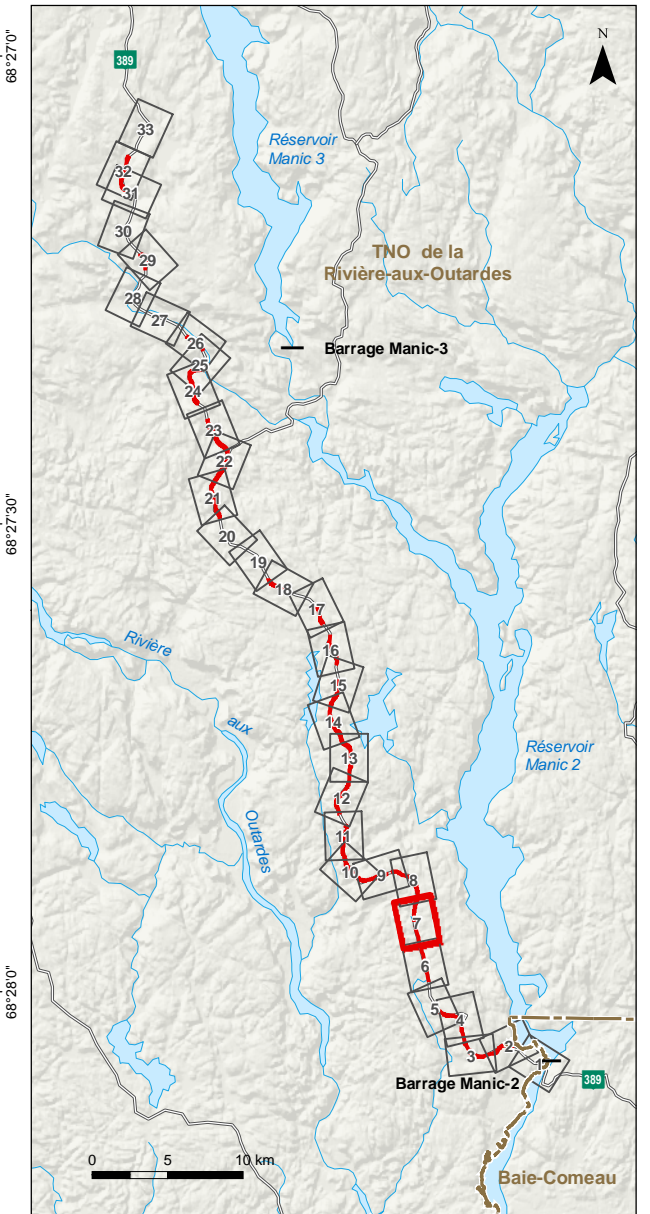 N
68°27'0"
389
33
Réservoir
Manic 3
32
31
30
TNO de la
Rivière-aux-Outardes
29
28
27
26
Barrage Manic-3
25
24
23
22
68°27'30"
21
20
19
18
17
Rivière
16
15
aux
14
Réservoir
Manic 2
13
12
Outardes
11
10
9
8
7
6
68°28'0"
5
4
3
2
1
Barrage Manic-2
389
0 5 10 km
Baie-Comeau